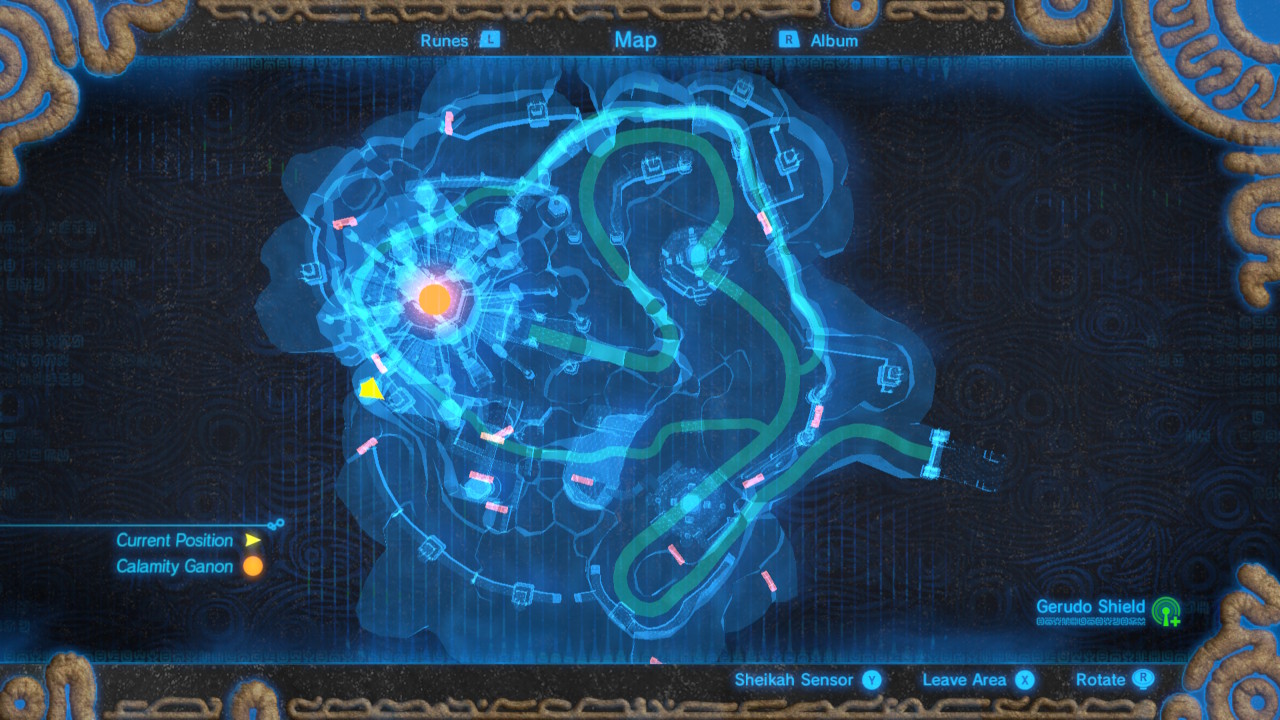 Runes L Map R Album
Current Position
Calamity Ganon
Gerudo Shield
Sheikah Sensor Y Leave Area X Rotate R